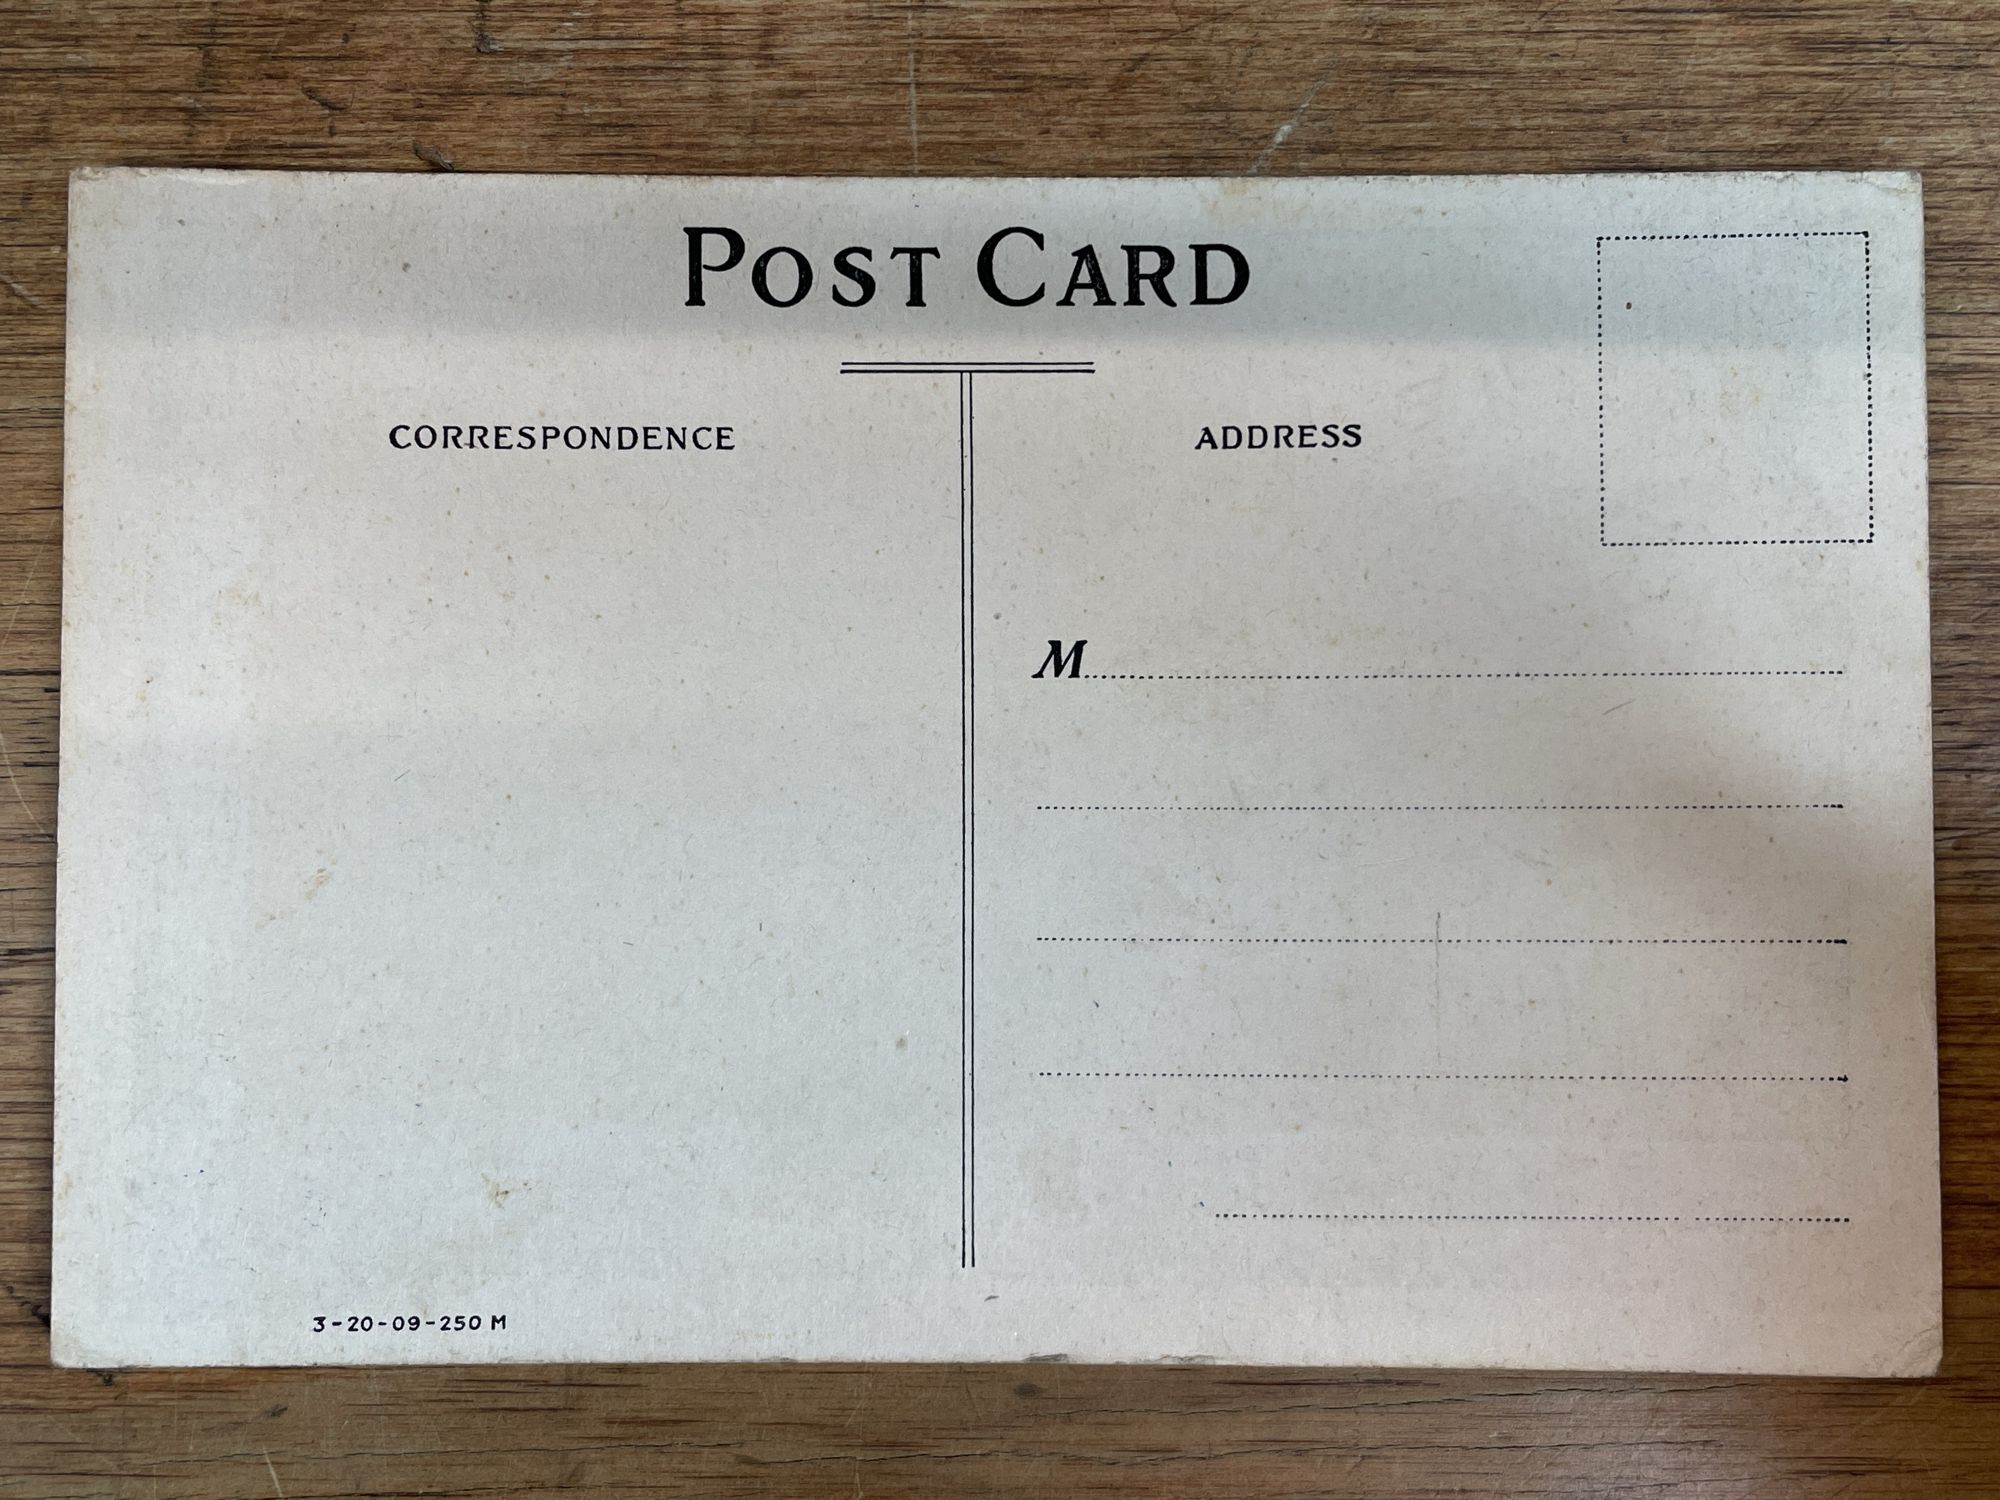 POST CARD
CORRESPONDENCE
ADDRESS
M
3-20-09-250 M